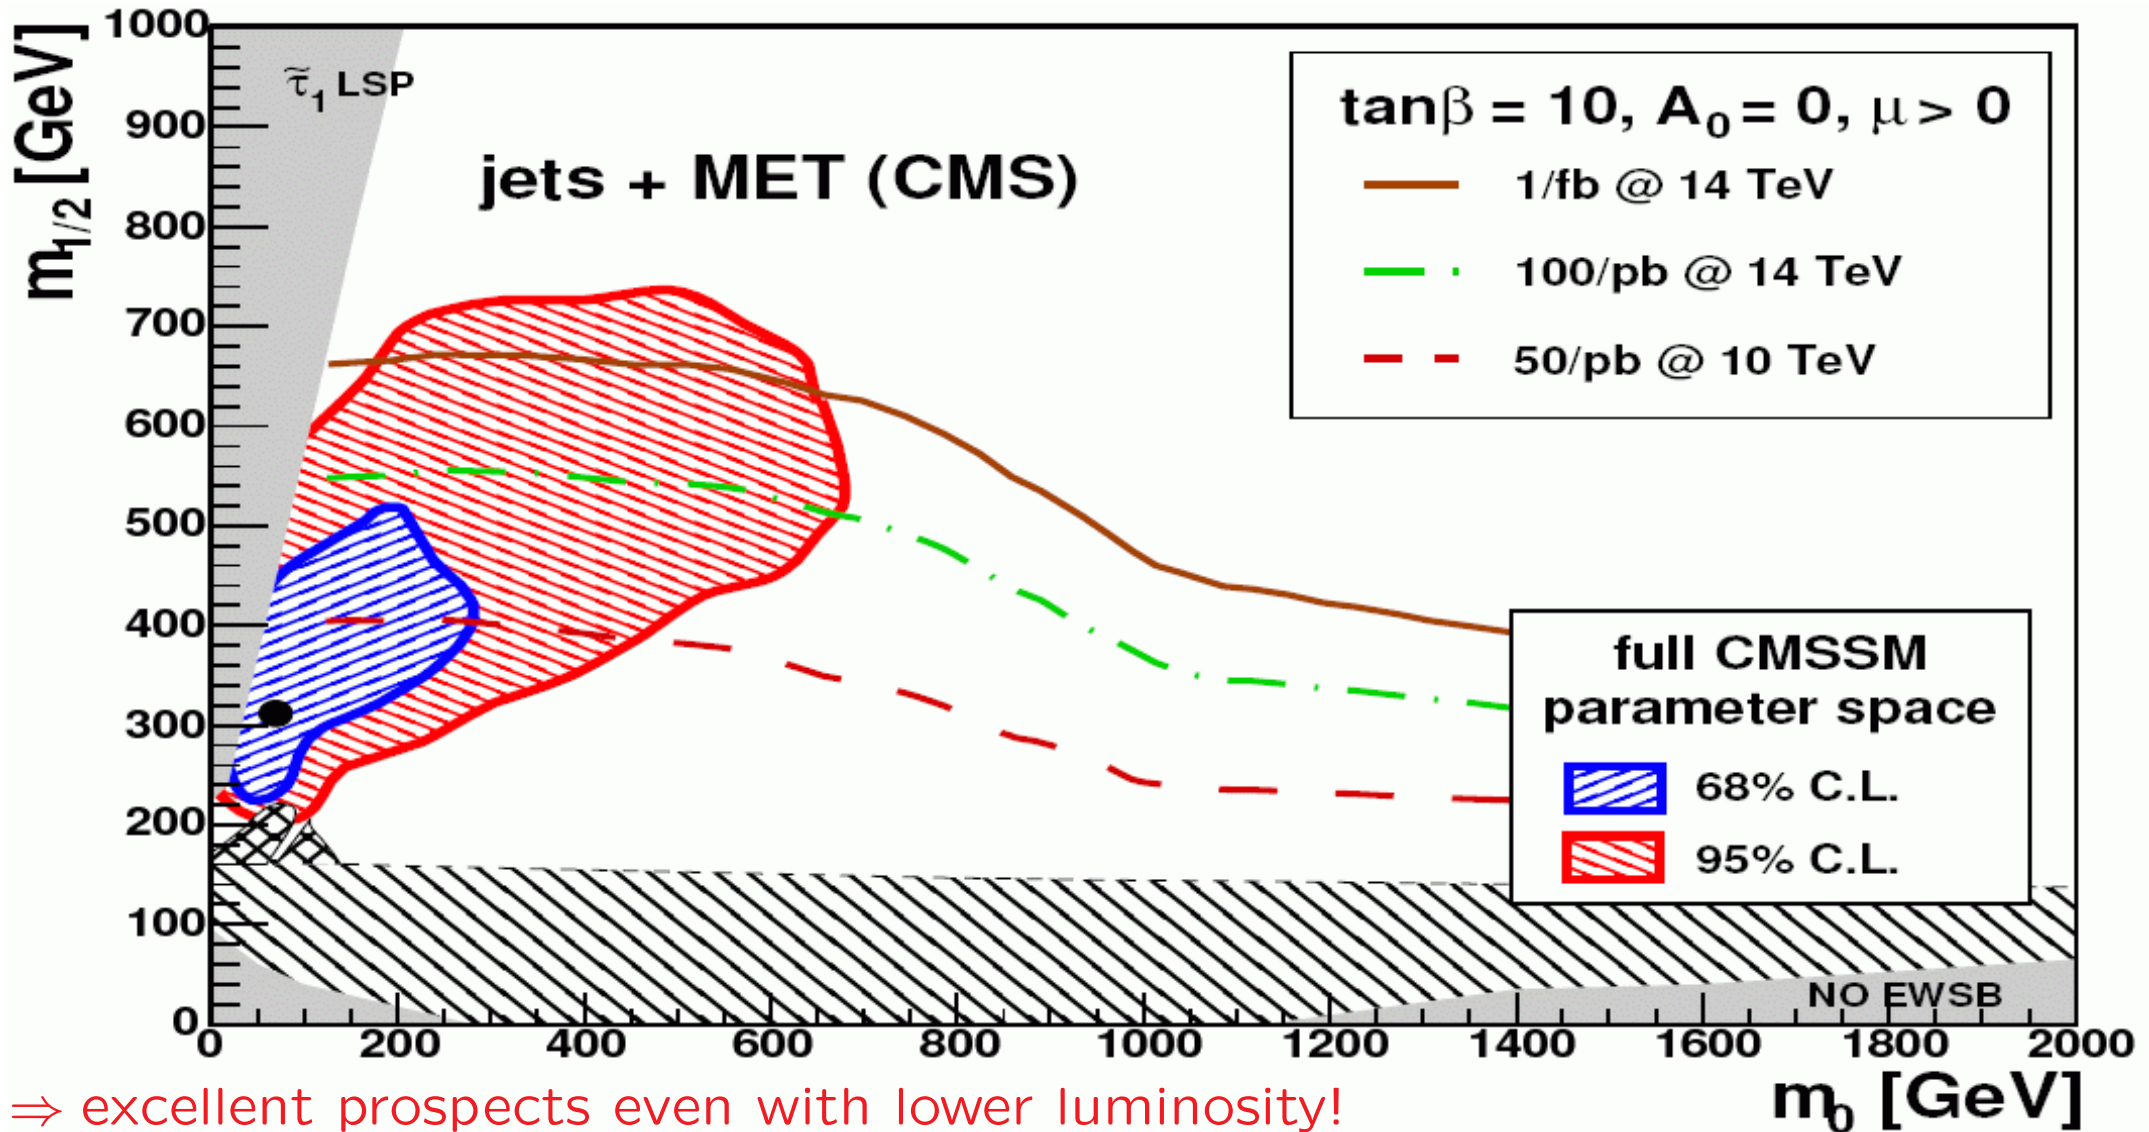 m1/2 [GeV]
1000
900
800
700
600
500
400
300
200
100
0
τ̃1 LSP
jets + MET (CMS)
tanβ = 10, A0 = 0, μ > 0
1/fb @ 14 TeV
100/pb @ 14 TeV
50/pb @ 10 TeV
full CMSSM
parameter space
68% C.L.
95% C.L.
NO EWSB
0 200 400 600 800 1000 1200 1400 1600 1800 2000
m0 [GeV]
⇒ excellent prospects even with lower luminosity!